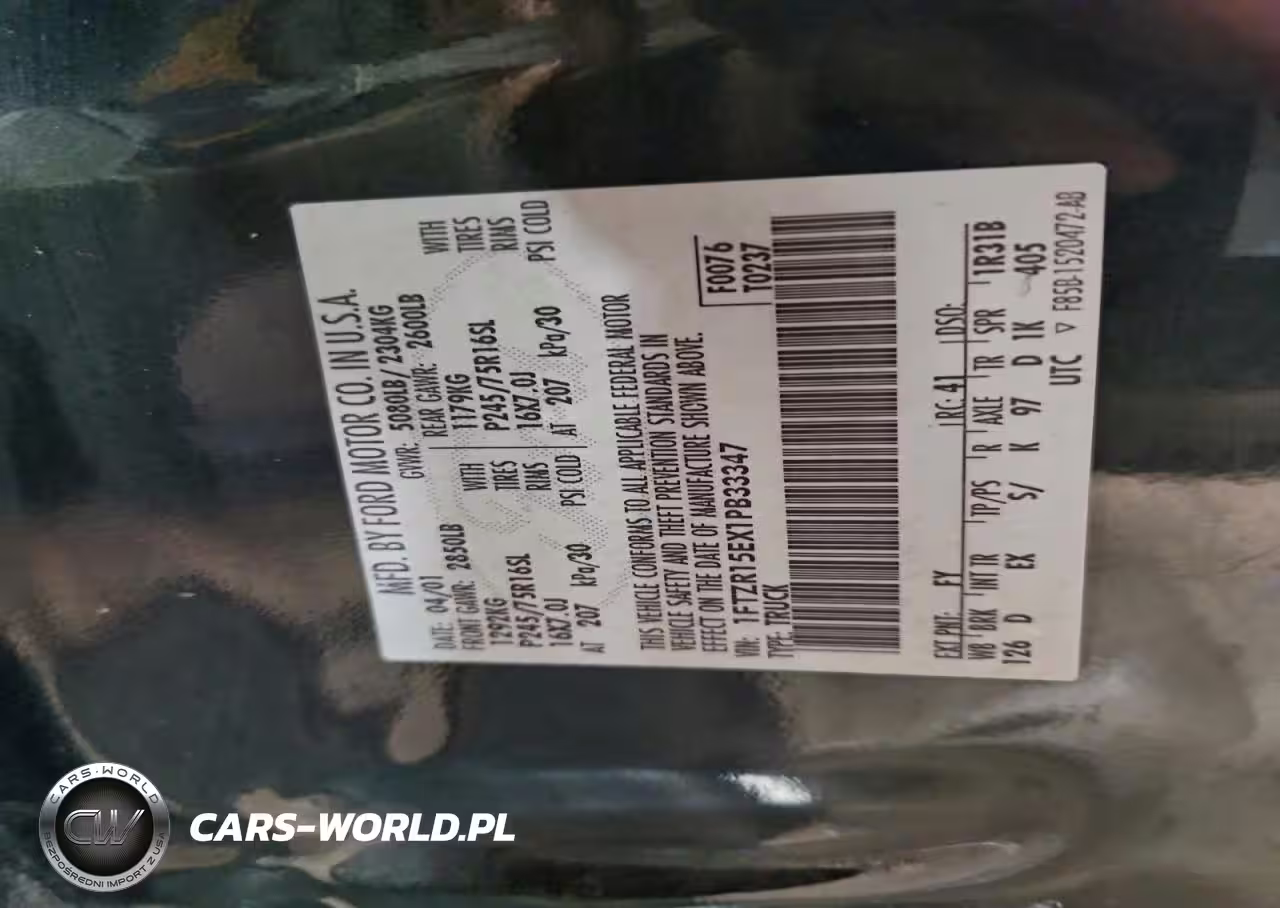 MFD. BY FORD MOTOR CO. IN U.S.A.
DATE: 04/01 GVWR: 5080LB/ 2304KG
FRONT GAWR: 2850LB REAR GAWR: 2600LB
1292KG WITH 1179KG WITH
P245/75R16SL TIRES P245/75R16SL TIRES
16X7.0J RIMS 16X7.0J RIMS
AT 207 kPa/30 PSI COLD AT 207 kPa/30 PSI COLD
THIS VEHICLE CONFORMS TO ALL APPLICABLE FEDERAL MOTOR
VEHICLE SAFETY AND THEFT PREVENTION STANDARDS IN
EFFECT ON THE DATE OF MANUFACTURE SHOWN ABOVE.
VIN: 1FTZR15EX1PB33347 F0076
TYPE: TRUCK T0237
EXT PNT: FY RC: 41 DSO:
WB BRK INT TR TP/PS R AXLE TR SPR 1R31B
126 D EX S/ K 97 D 1K 405
UTC ▽ F85B-1520472-AB
CARS-WORLD
CW
BEZPOŚREDNI IMPORT Z USA
CARS-WORLD.PL